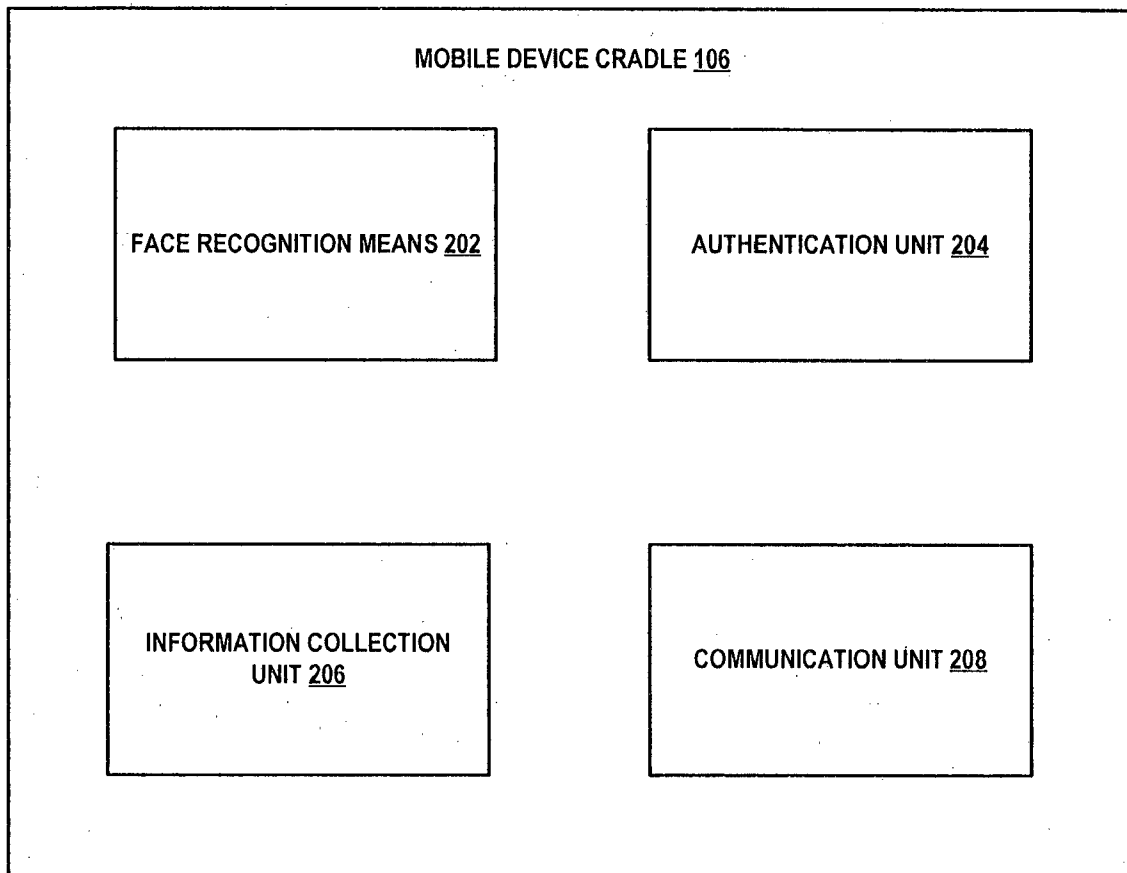 MOBILE DEVICE CRADLE 106
FACE RECOGNITION MEANS 202
AUTHENTICATION UNIT 204
INFORMATION COLLECTION
UNIT 206
COMMUNICATION UNIT 208